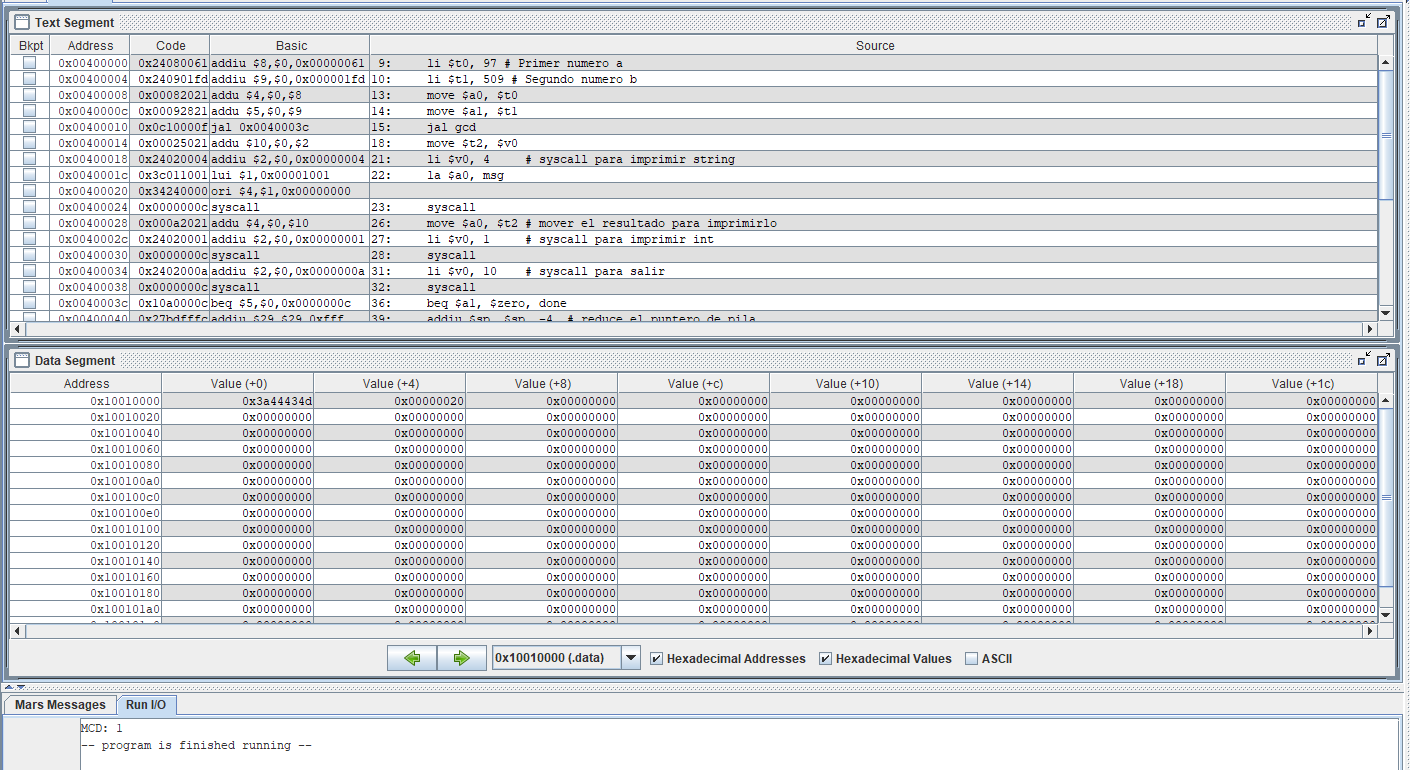 Text Segment
Bkpt Address Code Basic Source
0x00400000 0x24080061 addiu $8,$0,0x00000061 9: li $t0, 97 # Primer numero a
0x00400004 0x240901fd addiu $9,$0,0x000001fd 10: li $t1, 509 # Segundo numero b
0x00400008 0x00082021 addu $4,$0,$8 13: move $a0, $t0
0x0040000c 0x00092821 addu $5,$0,$9 14: move $a1, $t1
0x00400010 0x0c10000f jal 0x0040003c 15: jal gcd
0x00400014 0x00025021 addu $10,$0,$2 18: move $t2, $v0
0x00400018 0x24020004 addiu $2,$0,0x00000004 21: li $v0, 4 # syscall para imprimir string
0x0040001c 0x3c011001 lui $1,0x00001001 22: la $a0, msg
0x00400020 0x34240000 ori $4,$1,0x00000000
0x00400024 0x0000000c syscall 23: syscall
0x00400028 0x000a2021 addu $4,$0,$10 26: move $a0, $t2 # mover el resultado para imprimirlo
0x0040002c 0x24020001 addiu $2,$0,0x00000001 27: li $v0, 1 # syscall para imprimir int
0x00400030 0x0000000c syscall 28: syscall
0x00400034 0x2402000a addiu $2,$0,0x0000000a 31: li $v0, 10 # syscall para salir
0x00400038 0x0000000c syscall 32: syscall
0x0040003c 0x10a0000c beq $5,$0,0x0000000c 36: beq $a1, $zero, done
0x00400040 0x27bdfffc addiu $29,$29,0xfff 39: addiu $sp, $sp, -4 # reduce el puntero de pila
Data Segment
Address Value (+0) Value (+4) Value (+8) Value (+c) Value (+10) Value (+14) Value (+18) Value (+1c)
0x10010000 0x3a44434d 0x00000020 0x00000000 0x00000000 0x00000000 0x00000000 0x00000000 0x00000000
0x10010020 0x00000000 0x00000000 0x00000000 0x00000000 0x00000000 0x00000000 0x00000000 0x00000000
0x10010040 0x00000000 0x00000000 0x00000000 0x00000000 0x00000000 0x00000000 0x00000000 0x00000000
0x10010060 0x00000000 0x00000000 0x00000000 0x00000000 0x00000000 0x00000000 0x00000000 0x00000000
0x10010080 0x00000000 0x00000000 0x00000000 0x00000000 0x00000000 0x00000000 0x00000000 0x00000000
0x100100a0 0x00000000 0x00000000 0x00000000 0x00000000 0x00000000 0x00000000 0x00000000 0x00000000
0x100100c0 0x00000000 0x00000000 0x00000000 0x00000000 0x00000000 0x00000000 0x00000000 0x00000000
0x100100e0 0x00000000 0x00000000 0x00000000 0x00000000 0x00000000 0x00000000 0x00000000 0x00000000
0x10010100 0x00000000 0x00000000 0x00000000 0x00000000 0x00000000 0x00000000 0x00000000 0x00000000
0x10010120 0x00000000 0x00000000 0x00000000 0x00000000 0x00000000 0x00000000 0x00000000 0x00000000
0x10010140 0x00000000 0x00000000 0x00000000 0x00000000 0x00000000 0x00000000 0x00000000 0x00000000
0x10010160 0x00000000 0x00000000 0x00000000 0x00000000 0x00000000 0x00000000 0x00000000 0x00000000
0x10010180 0x00000000 0x00000000 0x00000000 0x00000000 0x00000000 0x00000000 0x00000000 0x00000000
0x100101a0 0x00000000 0x00000000 0x00000000 0x00000000 0x00000000 0x00000000 0x00000000 0x00000000
0x10010000 (.data) Hexadecimal Addresses Hexadecimal Values ASCII
Mars Messages Run I/O
MCD: 1
-- program is finished running --